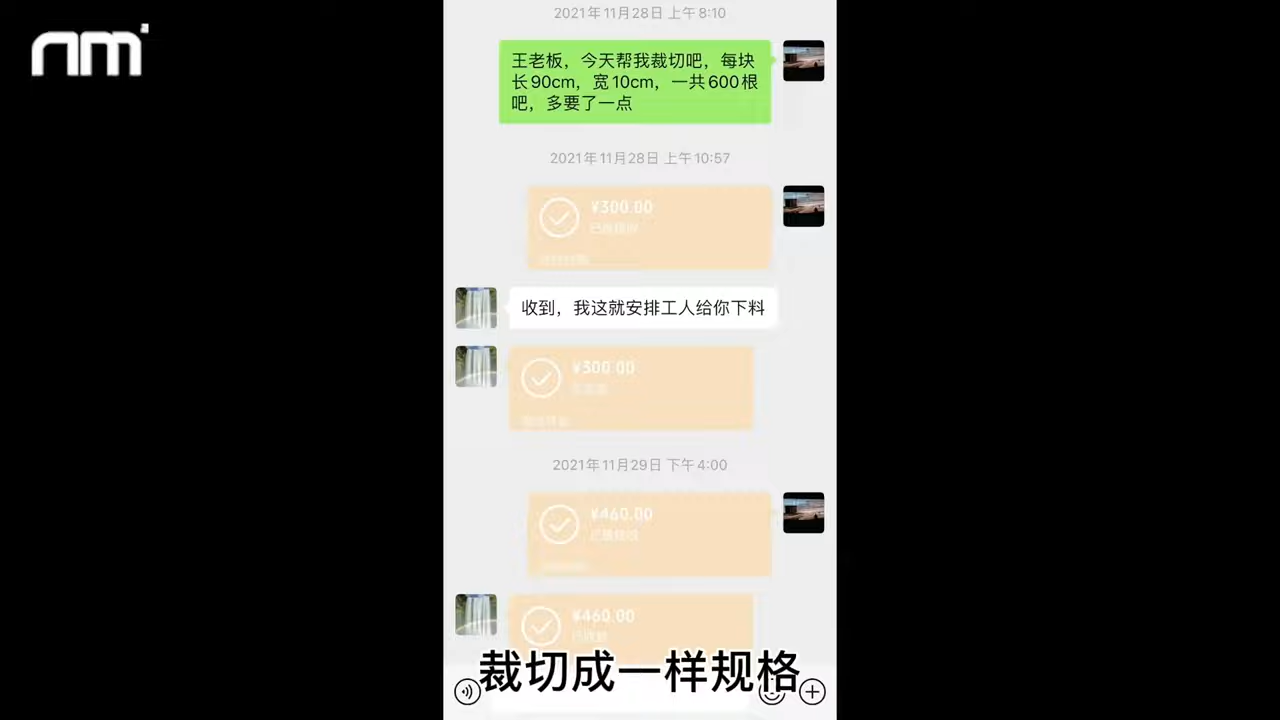 2021年11月28日 上午8:10
王老板，今天帮我裁切吧，每块
长90cm，宽10cm，一共600根
吧，多要了一点
2021年11月28日 上午10:57
¥300.00
收到，我这就安排工人给你下料
¥300.00
2021年11月29日 下午4:00
¥460.00
¥460.00
裁切成一样规格